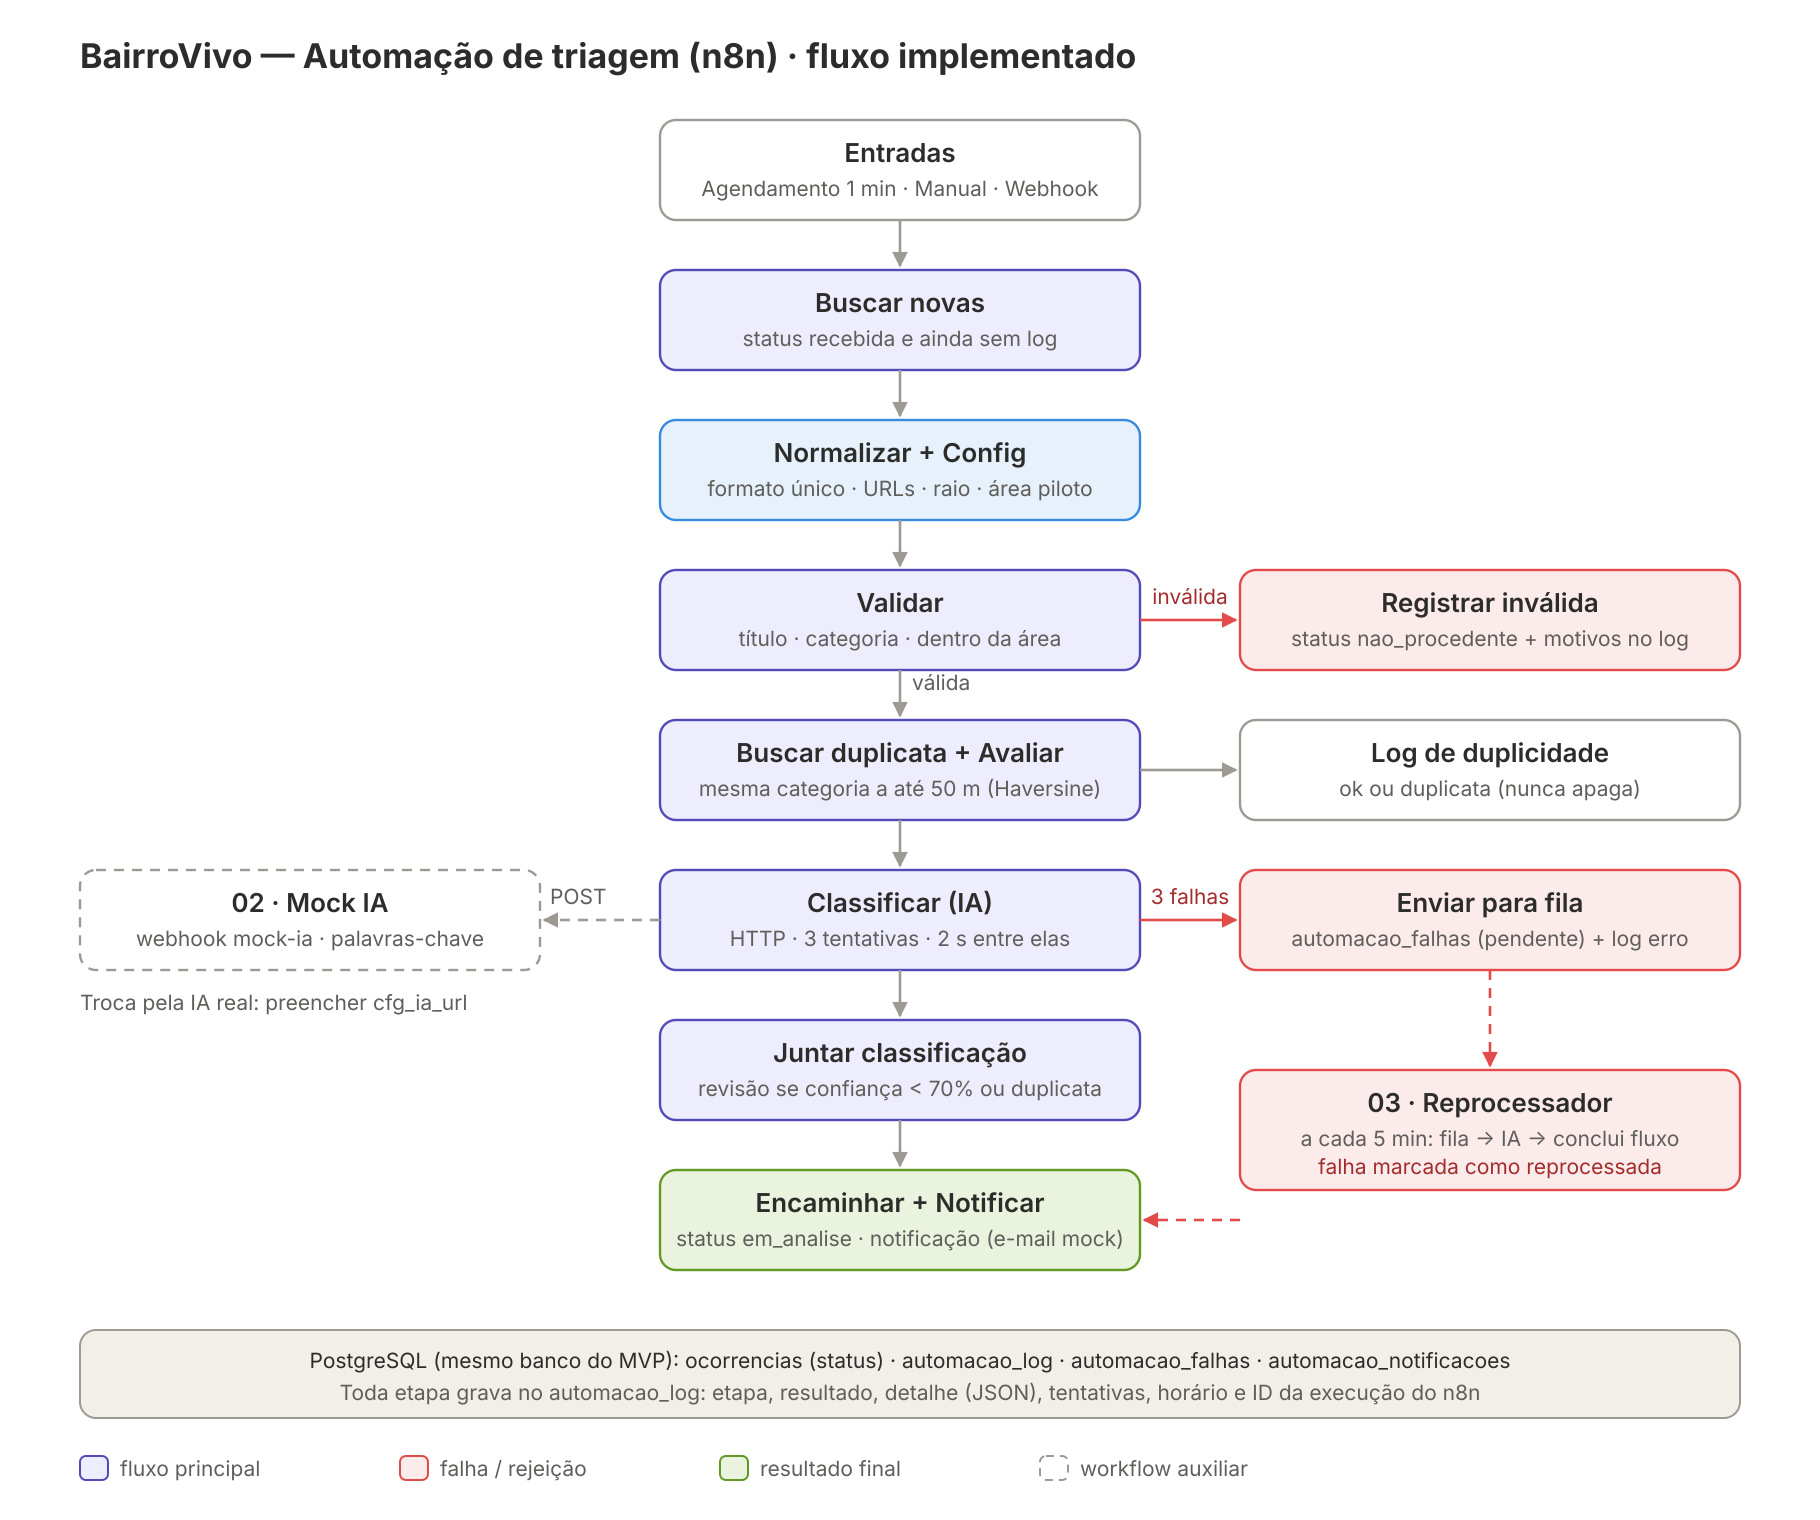 BairroVivo — Automação de triagem (n8n) · fluxo implementado
Entradas
Agendamento 1 min · Manual · Webhook
Buscar novas
status recebida e ainda sem log
Normalizar + Config
formato único · URLs · raio · área piloto
Validar
título · categoria · dentro da área
inválida
Registrar inválida
status nao_procedente + motivos no log
válida
Buscar duplicata + Avaliar
mesma categoria a até 50 m (Haversine)
Log de duplicidade
ok ou duplicata (nunca apaga)
02 · Mock IA
webhook mock-ia · palavras-chave
POST
Classificar (IA)
HTTP · 3 tentativas · 2 s entre elas
3 falhas
Enviar para fila
automacao_falhas (pendente) + log erro
Troca pela IA real: preencher cfg_ia_url
Juntar classificação
revisão se confiança < 70% ou duplicata
03 · Reprocessador
a cada 5 min: fila → IA → conclui fluxo
falha marcada como reprocessada
Encaminhar + Notificar
status em_analise · notificação (e-mail mock)
PostgreSQL (mesmo banco do MVP): ocorrencias (status) · automacao_log · automacao_falhas · automacao_notificacoes
Toda etapa grava no automacao_log: etapa, resultado, detalhe (JSON), tentativas, horário e ID da execução do n8n
fluxo principal
falha / rejeição
resultado final
workflow auxiliar